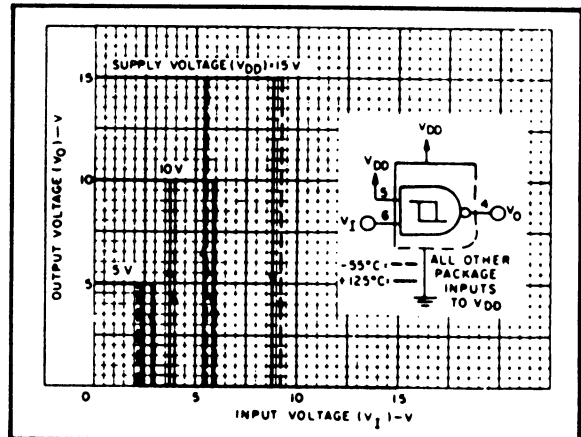 SUPPLY VOLTAGE (VDD)=15 V
15
10 V
10
5 V
5
0
0
5
10
15
OUTPUT VOLTAGE (VO)–V
INPUT VOLTAGE (VI)–V
VDD
VDD
5
6
4
VI
VO
-55°C=
+125°C=
ALL OTHER
PACKAGE
INPUTS
TO VDD